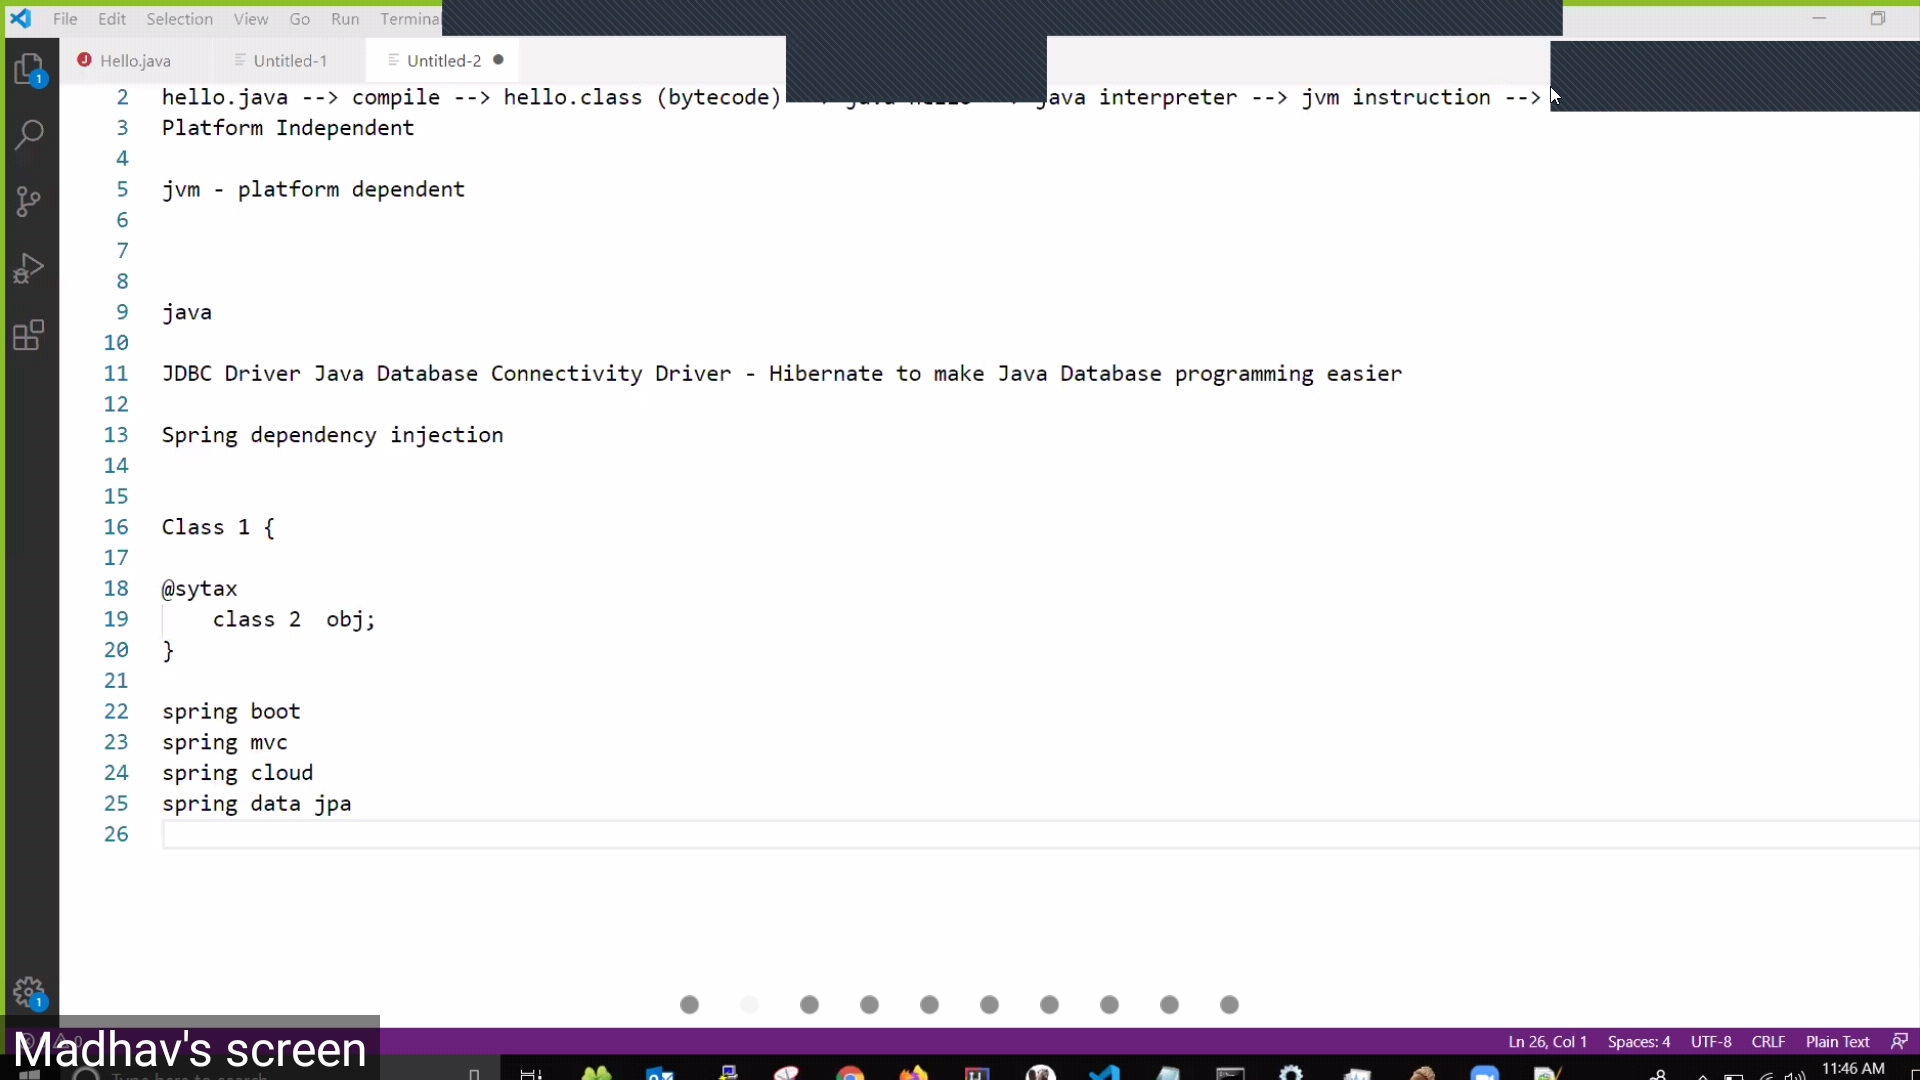 File Edit Selection View Go Run Terminal
Hello.java Untitled-1 Untitled-2
2 hello.java --> compile --> hello.class (bytecode) java interpreter --> jvm instruction -->
3 Platform Independent
4
5 jvm - platform dependent
6
7
8
9 java
10
11 JDBC Driver Java Database Connectivity Driver - Hibernate to make Java Database programming easier
12
13 Spring dependency injection
14
15
16 Class 1 {
17
18 @sytax
19 class 2 obj;
20 }
21
22 spring boot
23 spring mvc
24 spring cloud
25 spring data jpa
26
Ln 26, Col 1 Spaces: 4 UTF-8 CRLF Plain Text
Madhav's screen
11:46 AM